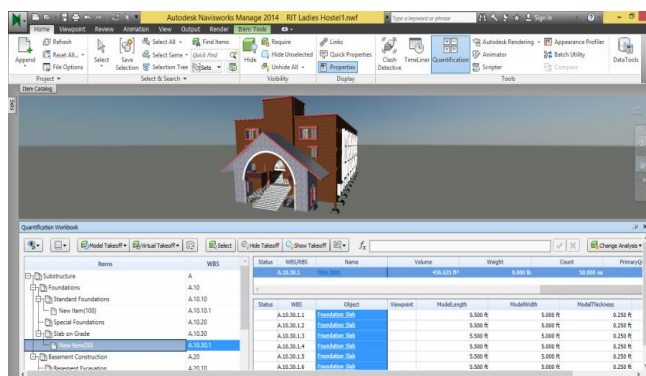 Autodesk Navisworks Manage 2014 RIT Ladies Hostel1.nwf
Type a keyword or phrase
Sign In
Home Viewpoint Review Animation View Output Render Item Tools
Append
Refresh
Reset All...
File Options
Select
Save Selection
Select All
Select Same
Selection Tree
Find Items
Quick Find
Sets
Hide
Require
Hide Unselected
Unhide All
Links
Quick Properties
Properties
Clash Detective
TimeLiner
Quantification
Autodesk Rendering
Animator
Scripter
Appearance Profiler
Batch Utility
Compare
DataTools
Project Select & Search Visibility Display Tools
Item Catalog
Sets
Quantification Workbook
Model Takeoff Virtual Takeoff Select Hide Takeoff Show Takeoff fx Change Analysis
Items WBS
Substructure A
Foundations A.10
Standard Foundations A.10.10
New Item(100) A.10.10.1
Special Foundations A.10.20
Slab on Grade A.10.30
New Item(50) A.10.30.1
Basement Construction A.20
Basement Excavation A.20.10
Status WBS/RBS Name Volume Weight Count PrimaryQ
A.10.30.1 New Item 436.625 ft³ 0.000 lb 50.000 ea
Status WBS Object Viewpoint ModelLength ModelWidth ModelThickness
A.10.30.1.1 Foundation Slab 5.500 ft 5.000 ft 0.250 ft
A.10.30.1.2 Foundation Slab 5.500 ft 5.000 ft 0.250 ft
A.10.30.1.3 Foundation Slab 5.500 ft 5.000 ft 0.250 ft
A.10.30.1.4 Foundation Slab 5.500 ft 5.000 ft 0.250 ft
A.10.30.1.5 Foundation Slab 5.500 ft 5.000 ft 0.250 ft
A.10.30.1.6 Foundation Slab 5.500 ft 5.000 ft 0.250 ft